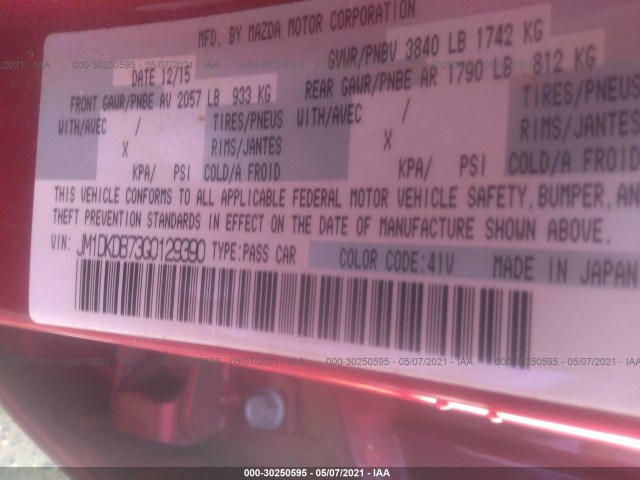 MFD. BY MAZDA MOTOR CORPORATION
DATE 12/15 GVWR/PNBV 3840 LB 1742 KG
FRONT GAWR/PNBE AV 2057 LB 933 KG REAR GAWR/PNBE AR 1790 LB 812 KG
WITH/AVEC / TIRES/PNEUS WITH/AVEC / TIRES/PNEUS
X RIMS/JANTES X RIMS/JANTES
KPA/ PSI COLD/A FROID KPA/ PSI COLD/A FROID
THIS VEHICLE CONFORMS TO ALL APPLICABLE FEDERAL MOTOR VEHICLE SAFETY, BUMPER, AND
THEFT PREVENTION STANDARDS IN EFFECT ON THE DATE OF MANUFACTURE SHOWN ABOVE.
VIN: JM1DKDB73G0129390 TYPE: PASS CAR COLOR CODE: 41V MADE IN JAPAN
000-30250595 - 05/07/2021 - IAA